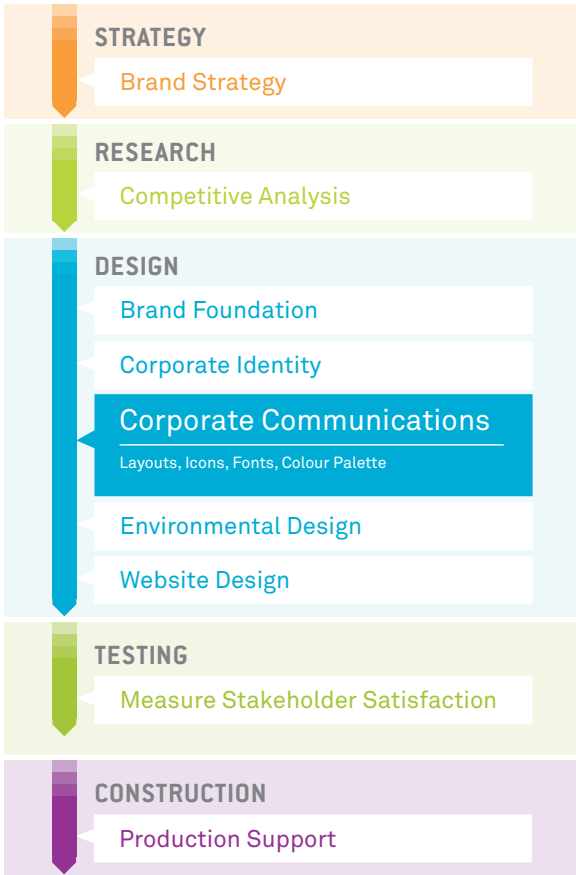 STRATEGY
Brand Strategy
RESEARCH
Competitive Analysis
DESIGN
Brand Foundation
Corporate Identity
Corporate Communications
Layouts, Icons, Fonts, Colour Palette
Environmental Design
Website Design
TESTING
Measure Stakeholder Satisfaction
CONSTRUCTION
Production Support